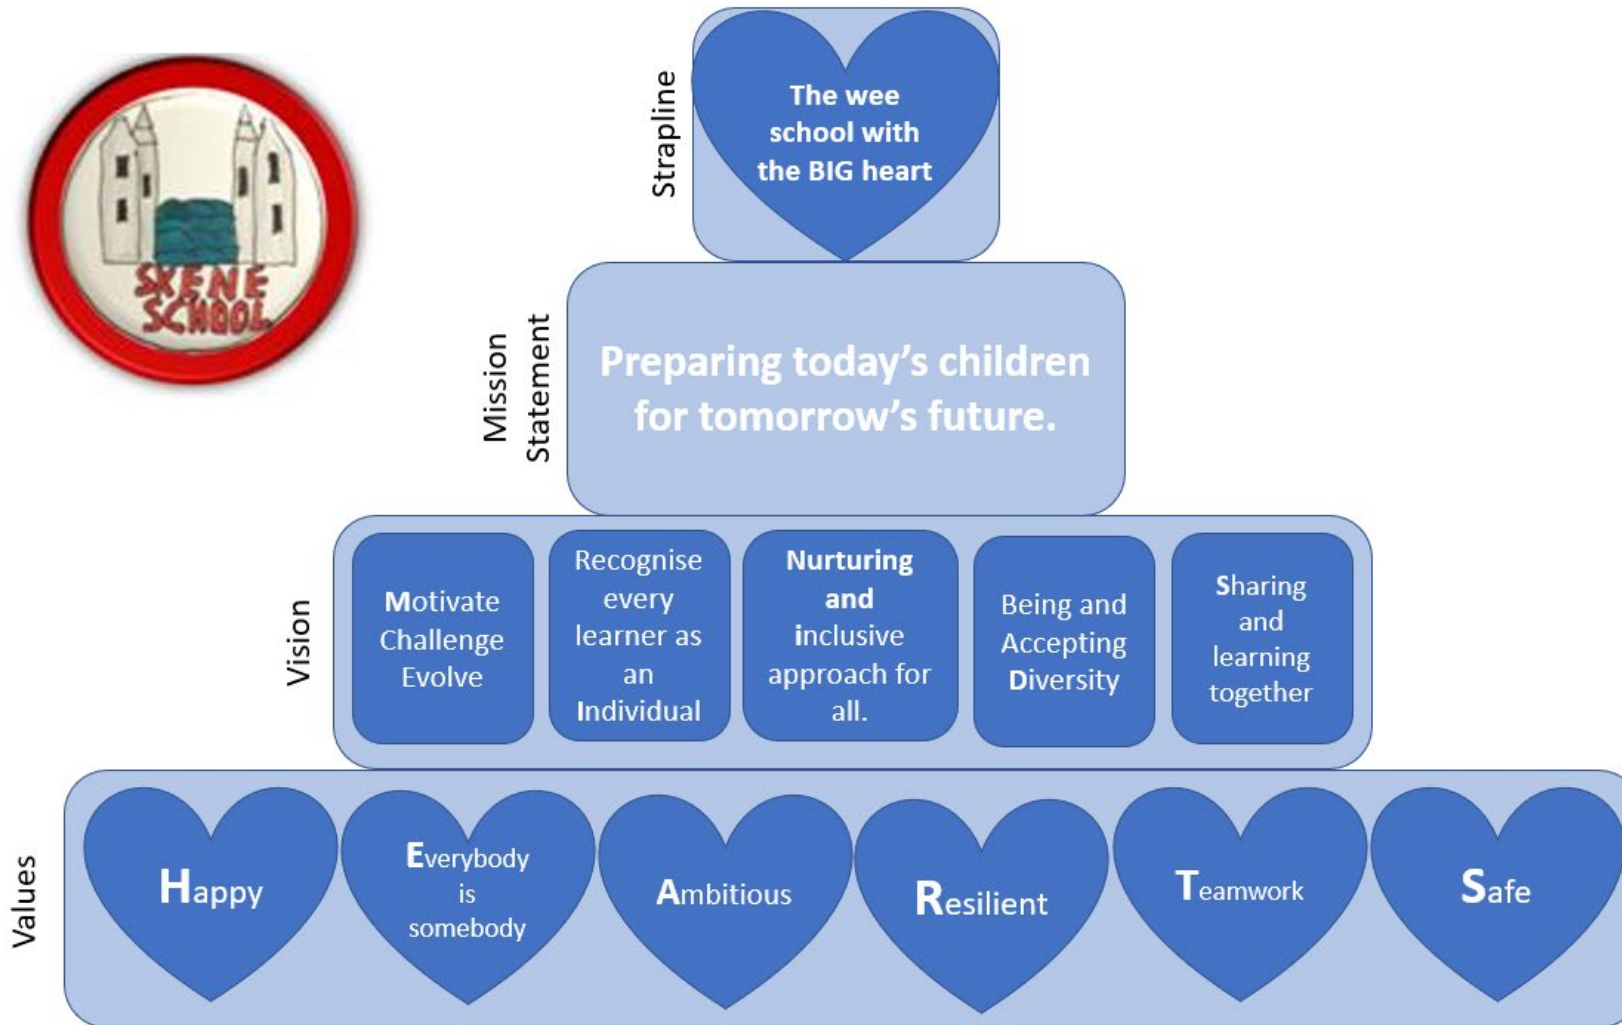 SKENE
SCHOOL
Strapline
The wee
school with
the BIG heart
Mission
Statement
Preparing today’s children
for tomorrow’s future.
Vision
Motivate
Challenge
Evolve
Recognise
every
learner as
an
Individual
Nurturing
and
inclusive
approach for
all.
Being and
Accepting
Diversity
Sharing
and
learning
together
Values
Happy
Everybody
is
somebody
Ambitious
Resilient
Teamwork
Safe